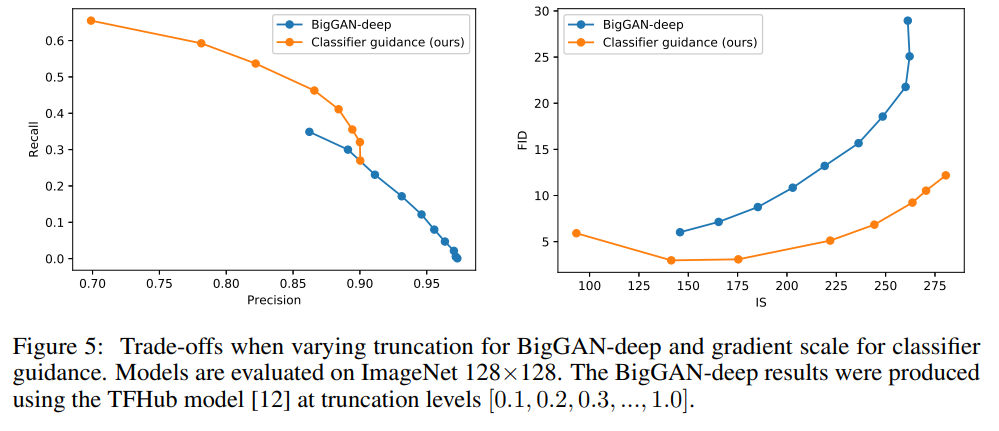 BigGAN-deep
Classifier guidance (ours)
0.6
0.5
0.4
0.3
0.2
0.1
0.0
Recall
0.70
0.75
0.80
0.85
0.90
0.95
Precision
BigGAN-deep
Classifier guidance (ours)
30
25
20
15
10
5
FID
100
125
150
175
200
225
250
275
IS
Figure 5: Trade-offs when varying truncation for BigGAN-deep and gradient scale for classifier
guidance. Models are evaluated on ImageNet 128×128. The BigGAN-deep results were produced
using the TFHub model [12] at truncation levels [0.1, 0.2, 0.3, ..., 1.0].